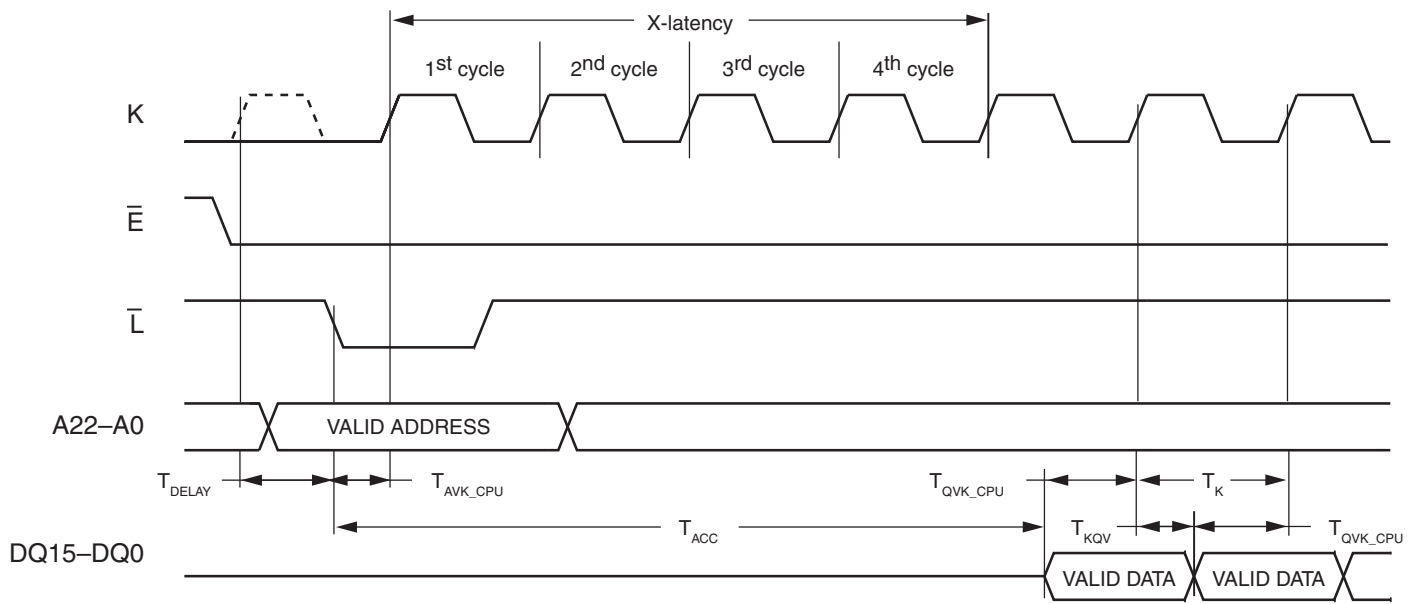 X-latency
1st cycle 2nd cycle 3rd cycle 4th cycle
K
E̅
L̅
A22–A0 VALID ADDRESS
TDELAY TAVK_CPU TQVK_CPU TK
TACC TKQV TQVK_CPU
DQ15–DQ0 VALID DATA VALID DATA